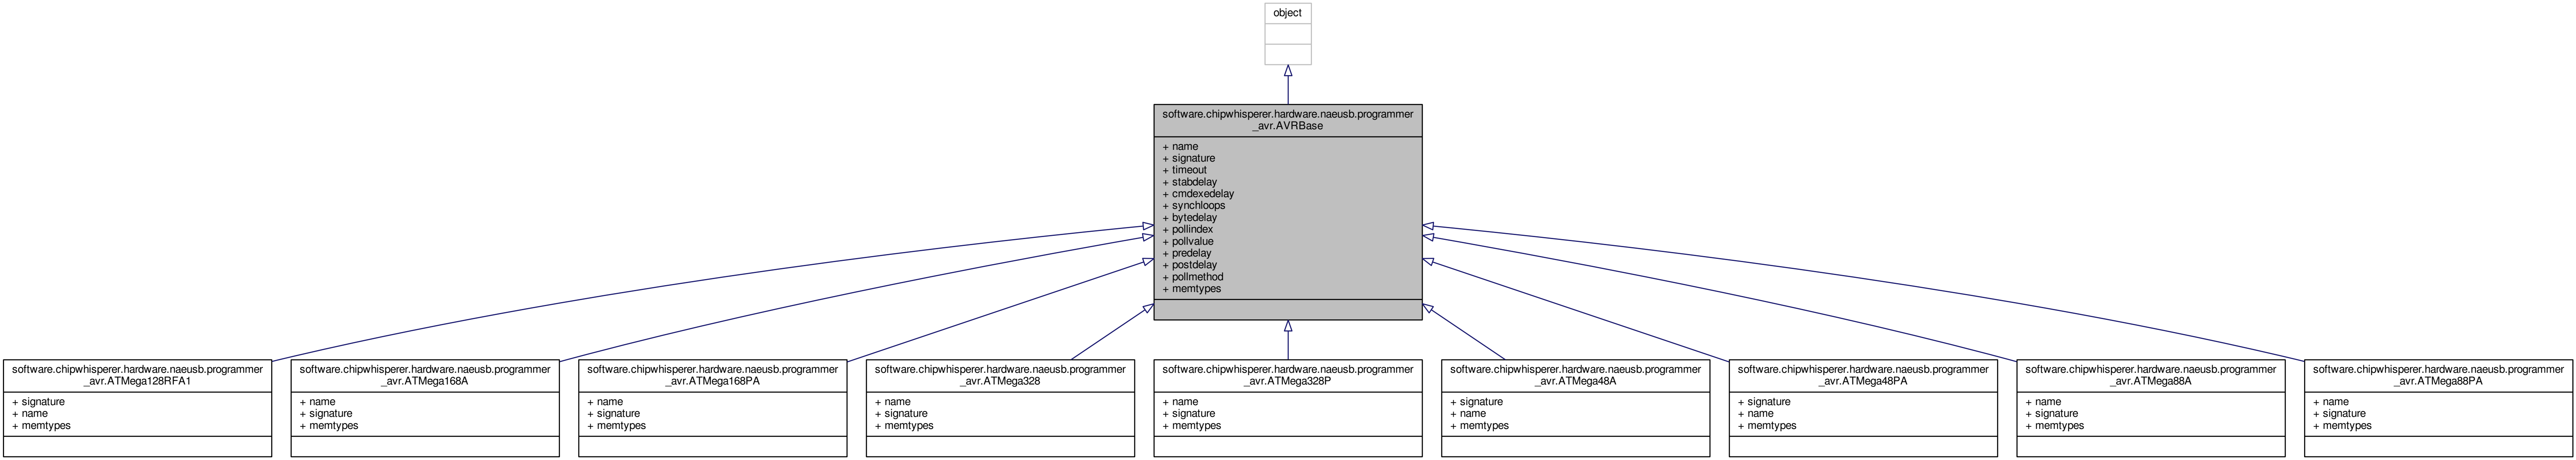 object
software.chipwhisperer.hardware.naeusb.programmer
_avr.AVRBase
+ name
+ signature
+ timeout
+ stabdelay
+ cmdexedelay
+ synchloops
+ bytedelay
+ pollindex
+ pollvalue
+ predelay
+ postdelay
+ pollmethod
+ memtypes
software.chipwhisperer.hardware.naeusb.programmer
_avr.ATMega128RFA1
+ signature
+ name
+ memtypes
software.chipwhisperer.hardware.naeusb.programmer
_avr.ATMega168A
+ name
+ signature
+ memtypes
software.chipwhisperer.hardware.naeusb.programmer
_avr.ATMega168PA
+ name
+ signature
+ memtypes
software.chipwhisperer.hardware.naeusb.programmer
_avr.ATMega328
+ name
+ signature
+ memtypes
software.chipwhisperer.hardware.naeusb.programmer
_avr.ATMega328P
+ name
+ signature
+ memtypes
software.chipwhisperer.hardware.naeusb.programmer
_avr.ATMega48A
+ signature
+ name
+ memtypes
software.chipwhisperer.hardware.naeusb.programmer
_avr.ATMega48PA
+ signature
+ name
+ memtypes
software.chipwhisperer.hardware.naeusb.programmer
_avr.ATMega88A
+ name
+ signature
+ memtypes
software.chipwhisperer.hardware.naeusb.programmer
_avr.ATMega88PA
+ name
+ signature
+ memtypes